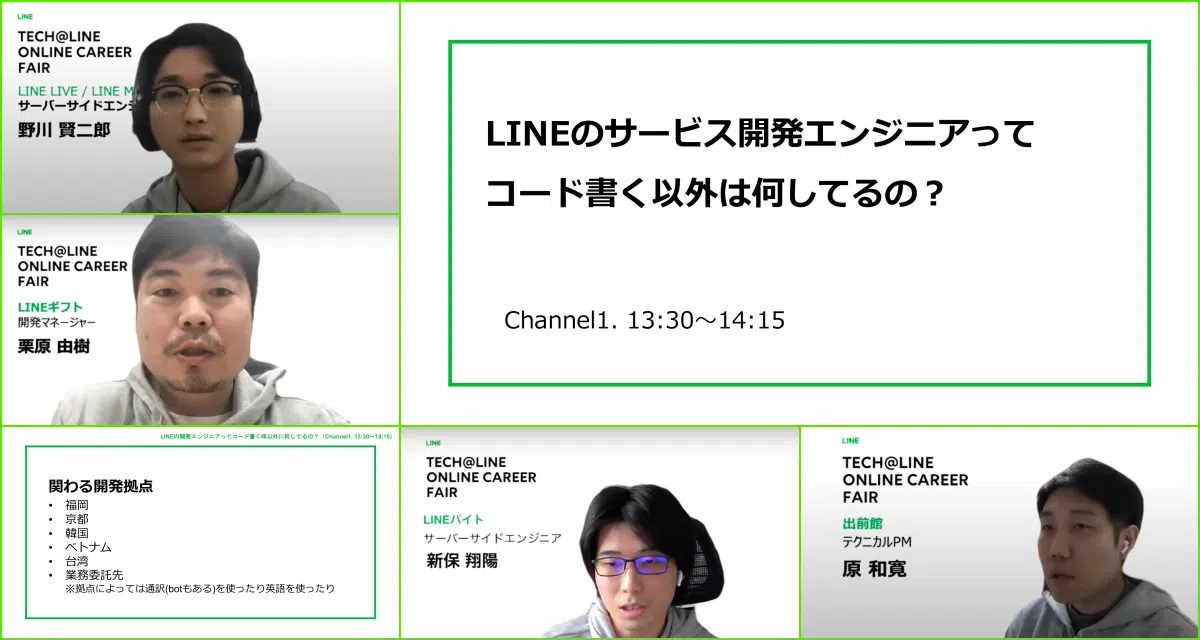 LINE
TECH@LINE
ONLINE CAREER
FAIR
LINE LIVE / LINE M
サーバーサイドエンジ
野川 賢二郎
LINEのサービス開発エンジニアって
コード書く以外は何してるの？
Channel1. 13:30〜14:15
LINE
TECH@LINE
ONLINE CAREER
FAIR
LINEギフト
開発マネージャー
栗原 由樹
LINEの開発エンジニアってコード書く時以外に何してるの？（Channel1. 13:30〜14:15）
関わる開発拠点
• 福岡
• 京都
• 韓国
• ベトナム
• 台湾
• 業務委託先
※拠点によっては通訳(botもある)を使ったり英語を使ったり
LINE
TECH@LINE
ONLINE CAREER
FAIR
LINEバイト
サーバーサイドエンジニア
新保 翔陽
LINE
TECH@LINE
ONLINE CAREER
FAIR
出前館
テクニカルPM
原 和寛